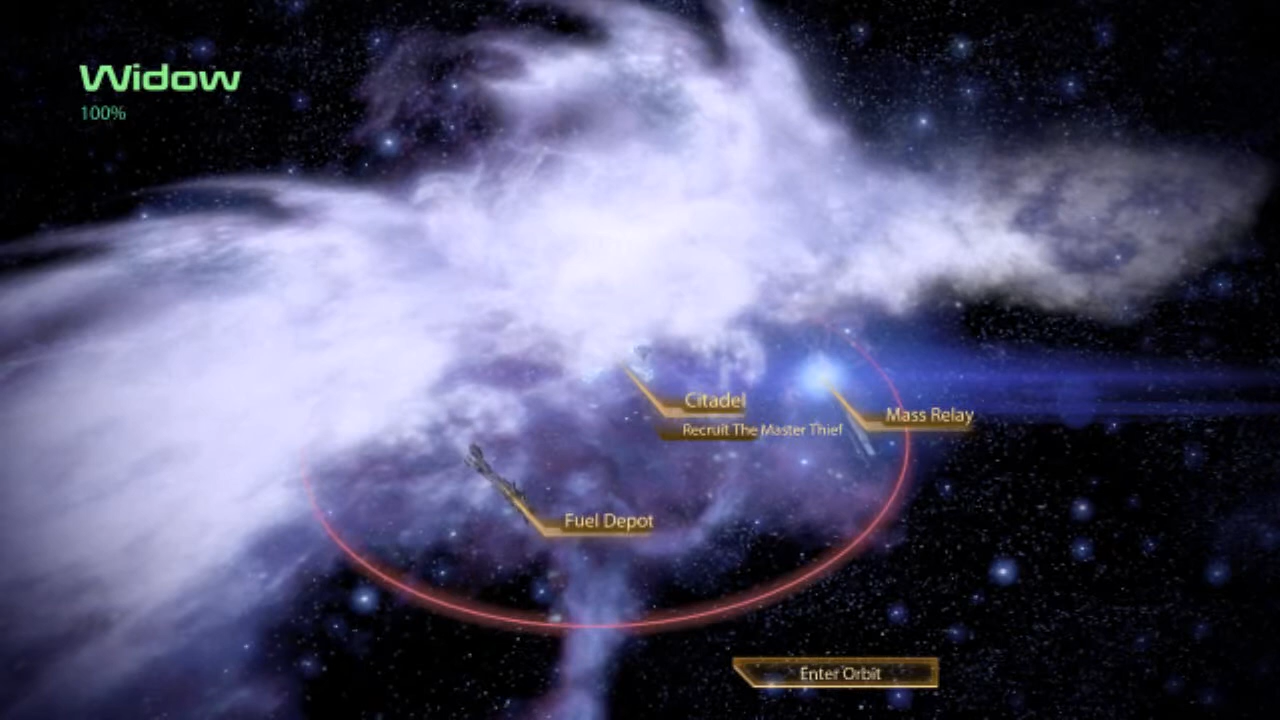 Widow
100%
Citadel
Recruit The Master Thief
Mass Relay
Fuel Depot
Enter Orbit